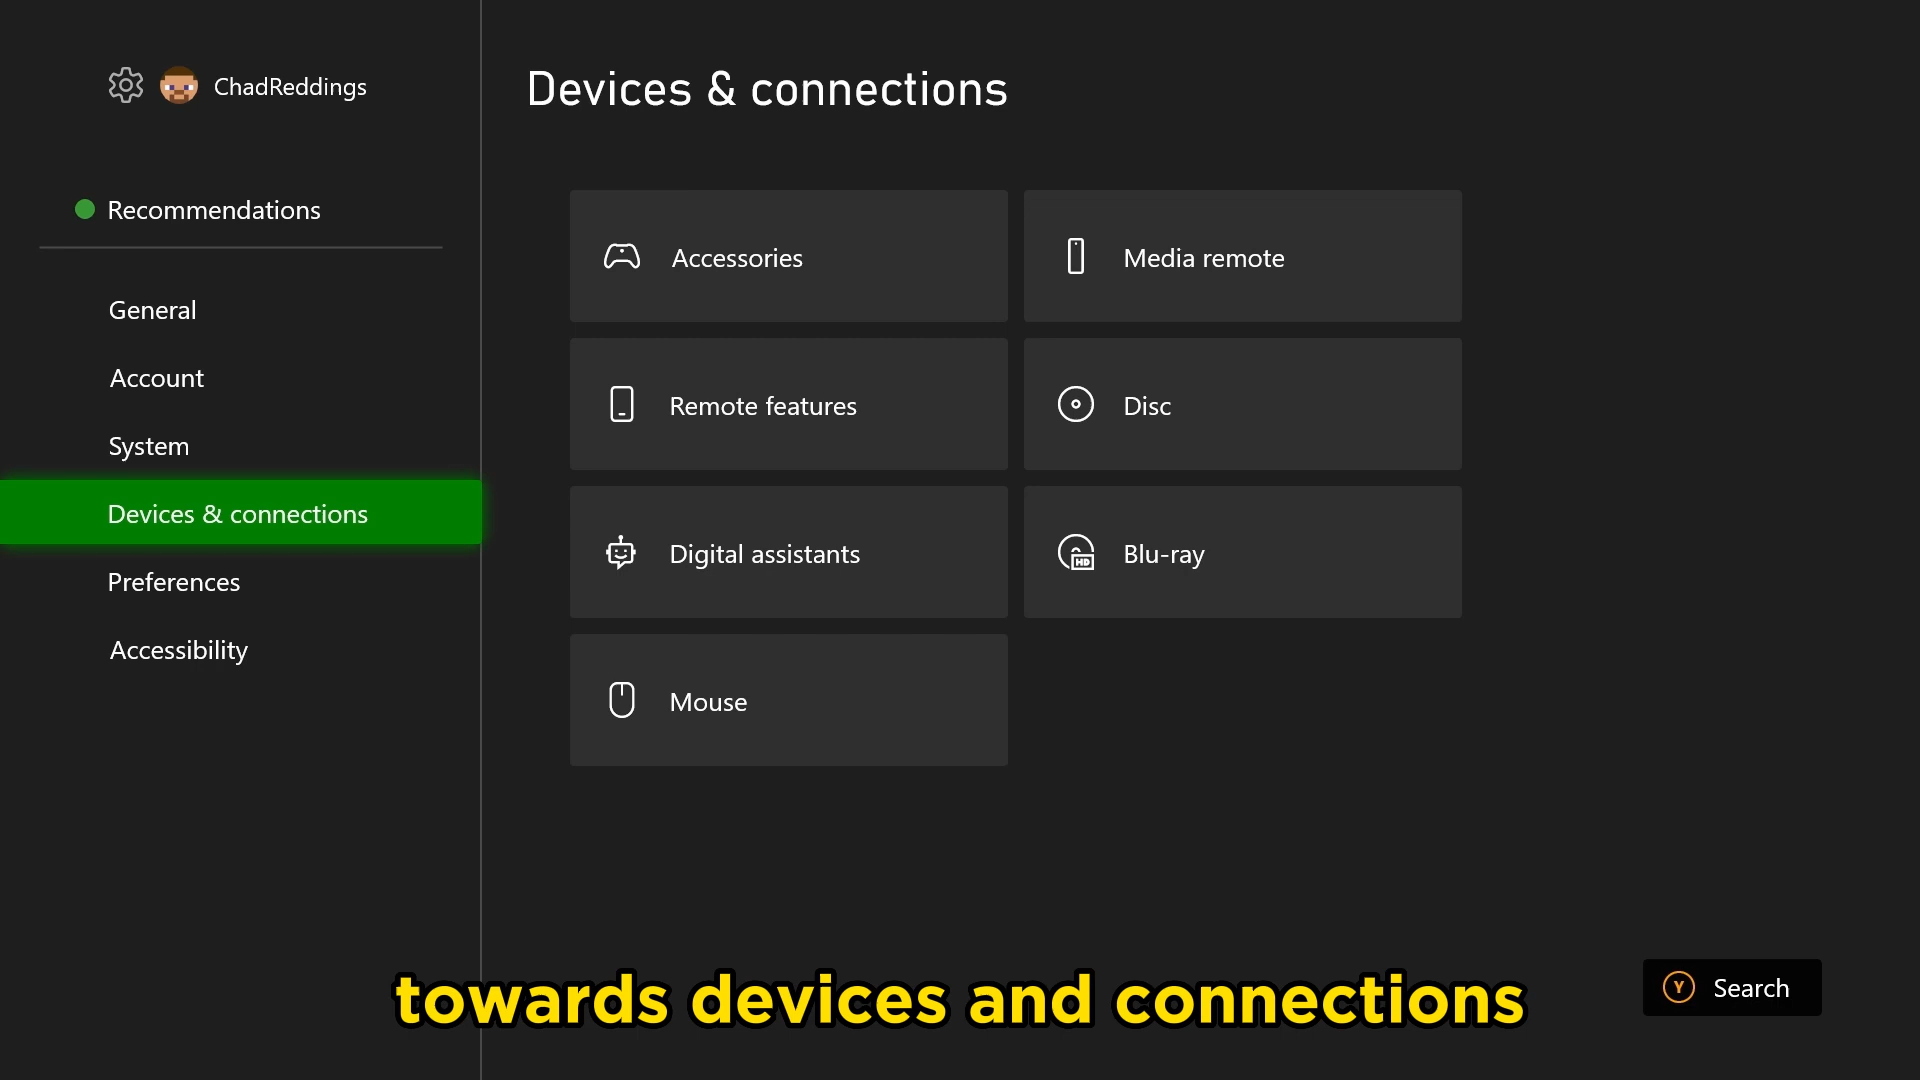 ChadReddings
Recommendations
General
Account
System
Devices & connections
Preferences
Accessibility
Devices & connections
Accessories
Media remote
Remote features
Disc
Digital assistants
HD
Blu-ray
Mouse
towards devices and connections
Y
Search